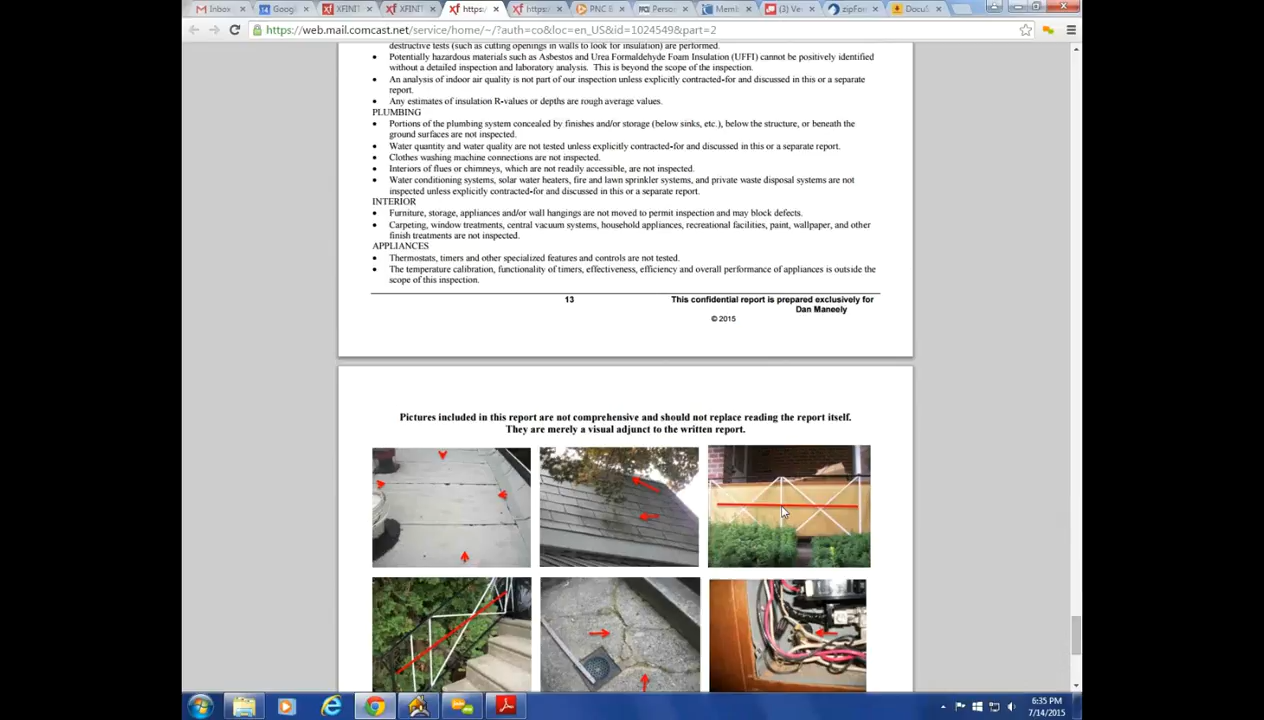 Inbox
Googl
XFINIT
XFINIT
https:/
https:/
PNC B
Person
Memb
(3) Ve
zipForm
DocuS
https://web.mail.comcast.net/service/home/~/?auth=co&loc=en_US&id=1024549&part=2
destructive tests (such as cutting openings in walls to look for insulation) are performed.
• Potentially hazardous materials such as Asbestos and Urea Formaldehyde Foam Insulation (UFFI) cannot be positively identified
without a detailed inspection and laboratory analysis. This is beyond the scope of the inspection.
• An analysis of indoor air quality is not part of our inspection unless explicitly contracted-for and discussed in this or a separate
report.
• Any estimates of insulation R-values or depths are rough average values.
PLUMBING
• Portions of the plumbing system concealed by finishes and/or storage (below sinks, etc.), below the structure, or beneath the
ground surfaces are not inspected.
• Water quantity and water quality are not tested unless explicitly contracted-for and discussed in this or a separate report.
• Clothes washing machine connections are not inspected.
• Interiors of flues or chimneys, which are not readily accessible, are not inspected.
• Water conditioning systems, solar water heaters, fire and lawn sprinkler systems, and private waste disposal systems are not
inspected unless explicitly contracted-for and discussed in this or a separate report.
INTERIOR
• Furniture, storage, appliances and/or wall hangings are not moved to permit inspection and may block defects.
• Carpeting, window treatments, central vacuum systems, household appliances, recreational facilities, paint, wallpaper, and other
finish treatments are not inspected.
APPLIANCES
• Thermostats, timers and other specialized features and controls are not tested.
• The temperature calibration, functionality of timers, effectiveness, efficiency and overall performance of appliances is outside the
scope of this inspection.
13 This confidential report is prepared exclusively for
Dan Maneely
© 2015
Pictures included in this report are not comprehensive and should not replace reading the report itself.
They are merely a visual adjunct to the written report.
6:35 PM
7/14/2015